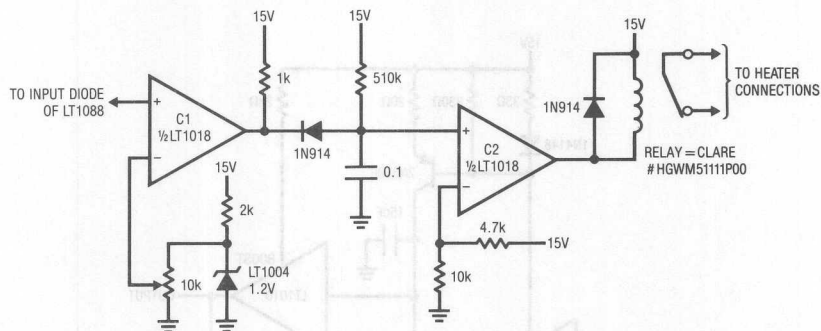 15V
15V
15V
1k
510k
TO INPUT DIODE
OF LT1088
+
C1
½LT1018
−
1N914
TO HEATER
CONNECTIONS
1N914
+
C2
½LT1018
−
0.1
RELAY = CLARE
#HGWM51111P00
15V
2k
4.7k
15V
10k
LT1004
1.2V
10k